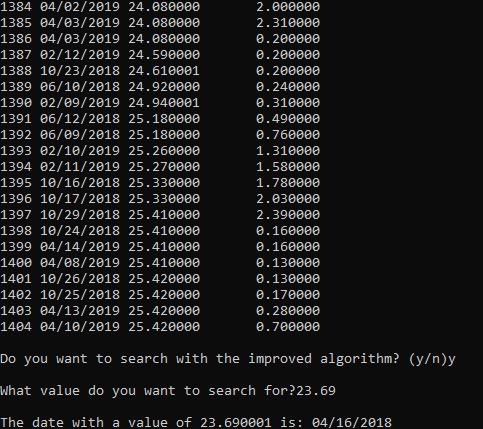 1384 04/02/2019 24.080000 2.000000
1385 04/03/2019 24.080000 2.310000
1386 04/03/2019 24.080000 0.200000
1387 02/12/2019 24.590000 0.200000
1388 10/23/2018 24.610001 0.200000
1389 06/10/2018 24.920000 0.240000
1390 02/09/2019 24.940001 0.310000
1391 06/12/2018 25.180000 0.490000
1392 06/09/2018 25.180000 0.760000
1393 02/10/2019 25.260000 1.310000
1394 02/11/2019 25.270000 1.580000
1395 10/16/2018 25.330000 1.780000
1396 10/17/2018 25.330000 2.030000
1397 10/29/2018 25.410000 2.390000
1398 10/24/2018 25.410000 0.160000
1399 04/14/2019 25.410000 0.160000
1400 04/08/2019 25.410000 0.130000
1401 10/26/2018 25.420000 0.130000
1402 10/25/2018 25.420000 0.170000
1403 04/13/2019 25.420000 0.280000
1404 04/10/2019 25.420000 0.700000
Do you want to search with the improved algorithm? (y/n)y
What value do you want to search for?23.69
The date with a value of 23.690001 is: 04/16/2018